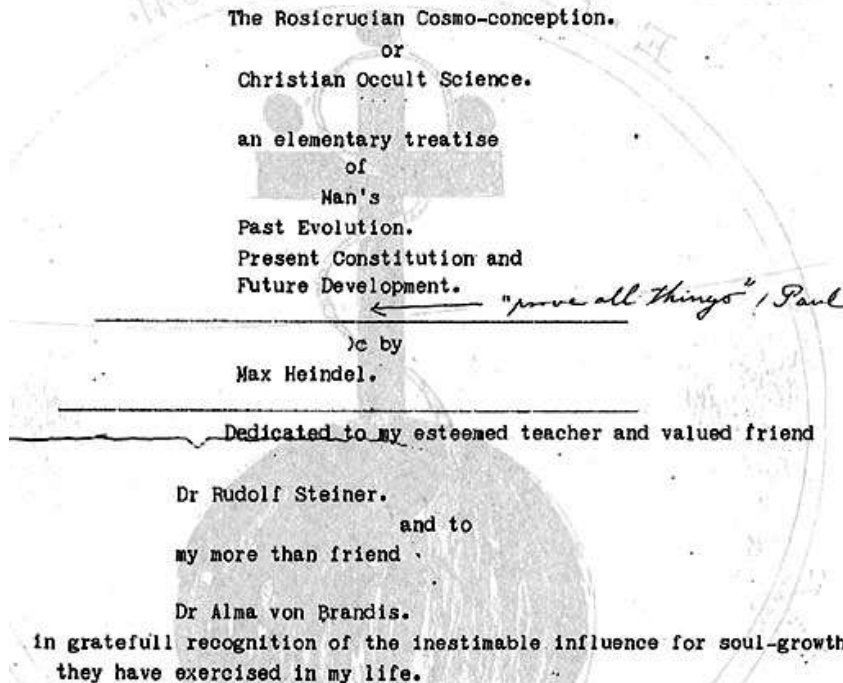 The Rosicrucian Cosmo-conception.
or
Christian Occult Science.
an elementary treatise
of
Man's
Past Evolution.
Present Constitution and
Future Development.
← "prove all things", Paul
c by
Max Heindel.
Dedicated to my esteemed teacher and valued friend
Dr Rudolf Steiner.
and to
my more than friend
Dr Alma von Brandis.
in gratefull recognition of the inestimable influence for soul-growth
they have exercised in my life.